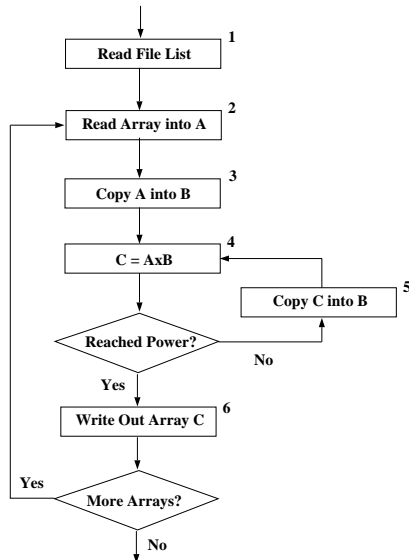 1
Read File List
2
Read Array into A
3
Copy A into B
4
C = AxB
5
Copy C into B
Reached Power?
No
Yes
6
Write Out Array C
Yes
More Arrays?
No